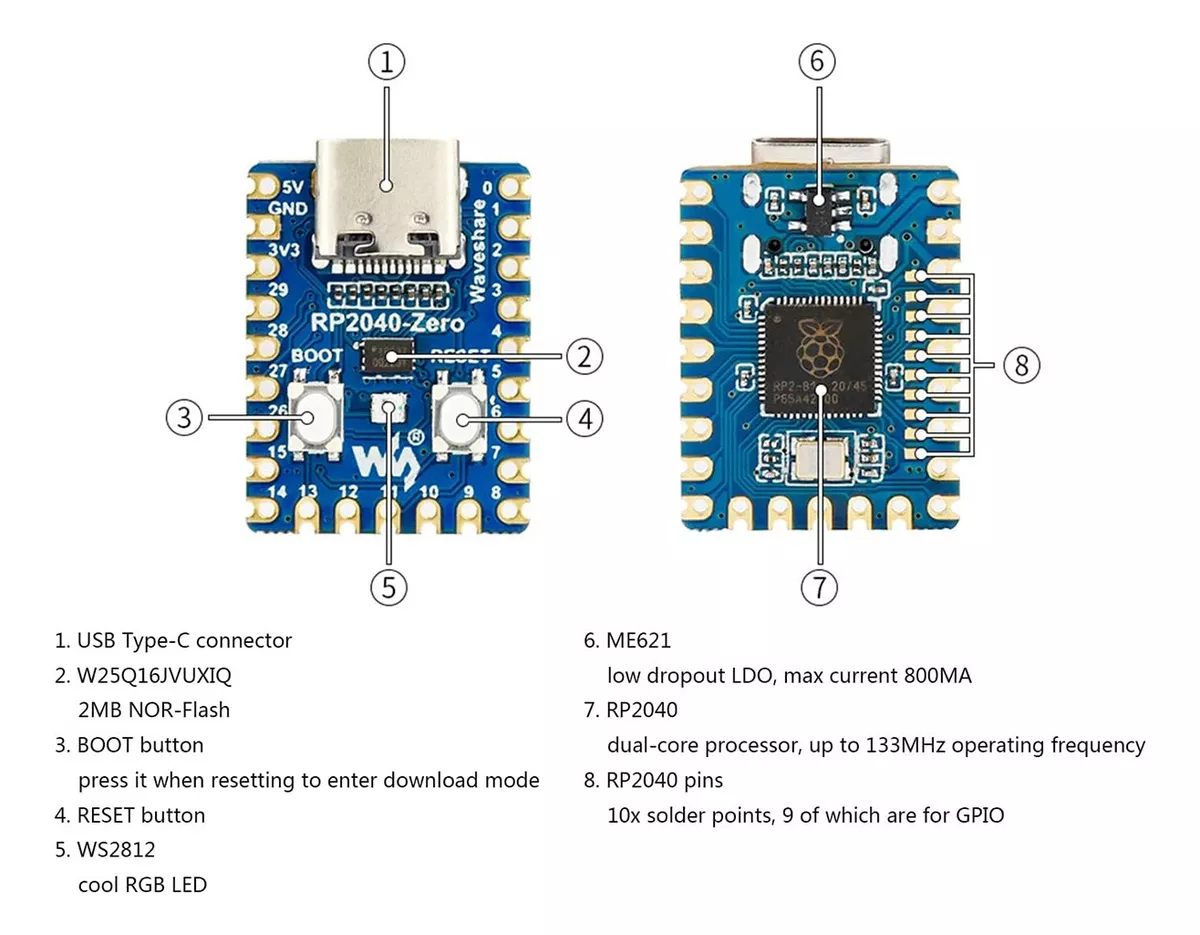 ①
⑥
5V
0
GND
1
3V3
2
Waveshare
29
3
RP2040-Zero
28
4
BOOT
RESET
②
27
5
⑧
RP2-B 20/45
③
26
6
④
15
7
®
14
13
12
11
10
9
8
⑤
⑦
1. USB Type-C connector
2. W25Q16JVUXIQ
2MB NOR-Flash
3. BOOT button
press it when resetting to enter download mode
4. RESET button
5. WS2812
cool RGB LED
6. ME621
low dropout LDO, max current 800MA
7. RP2040
dual-core processor, up to 133MHz operating frequency
8. RP2040 pins
10x solder points, 9 of which are for GPIO